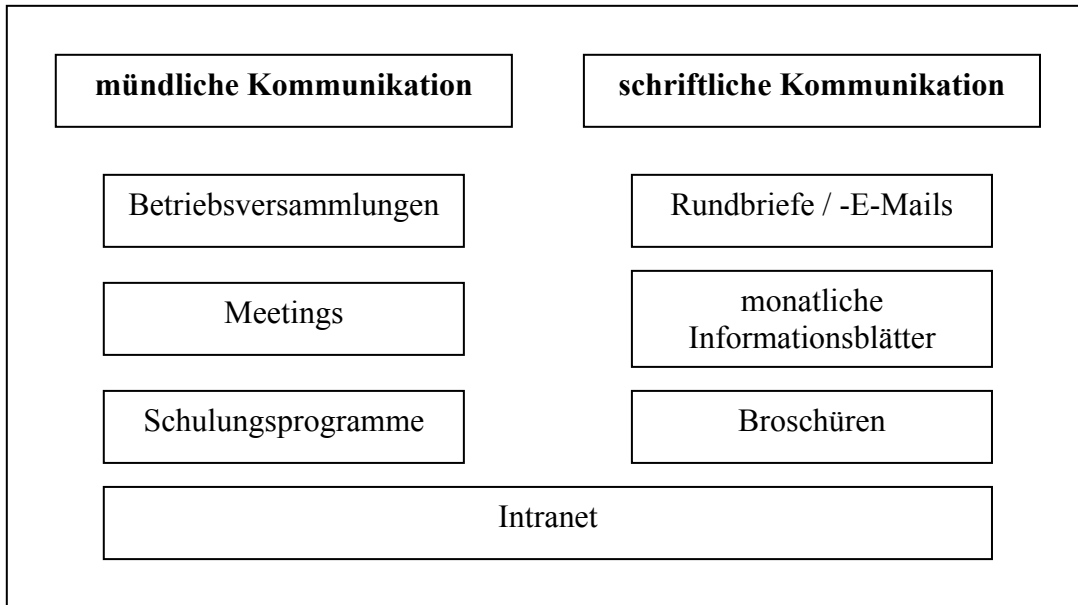 mündliche Kommunikation
schriftliche Kommunikation
Betriebsversammlungen
Rundbriefe / -E-Mails
Meetings
monatliche
Informationsblätter
Schulungsprogramme
Broschüren
Intranet